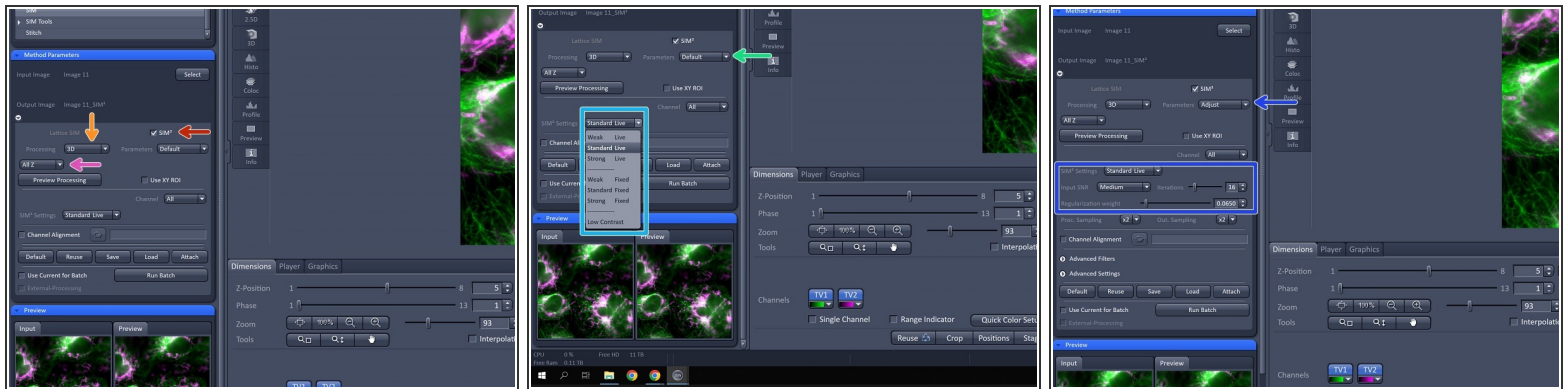 SIM
SIM Tools
Stitch
Method Parameters
Input Image Image 11 Select
Output Image Image 11_SIM²
Lattice SIM SIM²
Processing 3D Parameters Default
All Z
Preview Processing Use XY ROI
Channel All
SIM² Settings Standard Live
Channel Alignment
Default Reuse Save Load Attach
Use Current for Batch Run Batch
External-Processing
Preview
Input Preview
2.5D
3D
Histo
Coloc
Profile
Preview
Info
Dimensions Player Graphics
Z-Position 1 8 5
Phase 1 13 1
Zoom 100% 93
Tools Interpolati
TV1 TV2
Output Image Image 11_SIM²
Lattice SIM SIM²
Processing 3D Parameters Default
All Z
Preview Processing Use XY ROI
Channel All
SIM² Settings Standard Live
Weak Live
Standard Live
Strong Live
Weak Fixed
Standard Fixed
Strong Fixed
Low Contrast
Channel Al
Default Load Attach
Use Curren Run Batch
External-P
Preview
Input Preview
CPU 0 % Free HD 11 TB
Free Ram 0.11 TB
Profile
Preview
Info
Dimensions Player Graphics
Z-Position 1 8 5
Phase 1 13 1
Zoom 100% 93
Tools Interpolati
Channels TV1 TV2
Single Channel Range Indicator Quick Color Setu
Reuse Crop Positions Stag
Method Parameters
Input Image Image 11 Select
Output Image Image 11_SIM²
Lattice SIM SIM²
Processing 3D Parameters Adjust
All Z
Preview Processing Use XY ROI
Channel All
SIM² Settings Standard Live
Input SNR Medium Iterations 16
Regularization weight 0.0650
Proc. Sampling x2 Out. Sampling x2
Channel Alignment
Advanced Filters
Advanced Settings
Default Reuse Save Load Attach
Use Current for Batch Run Batch
External-Processing
Preview
Input Preview
3D
Histo
Coloc
Profile
Preview
Info
Dimensions Player Graphics
Z-Position 1 8 5
Phase 1 13 1
Zoom 100% 93
Tools Interpol
Channels TV1 TV2